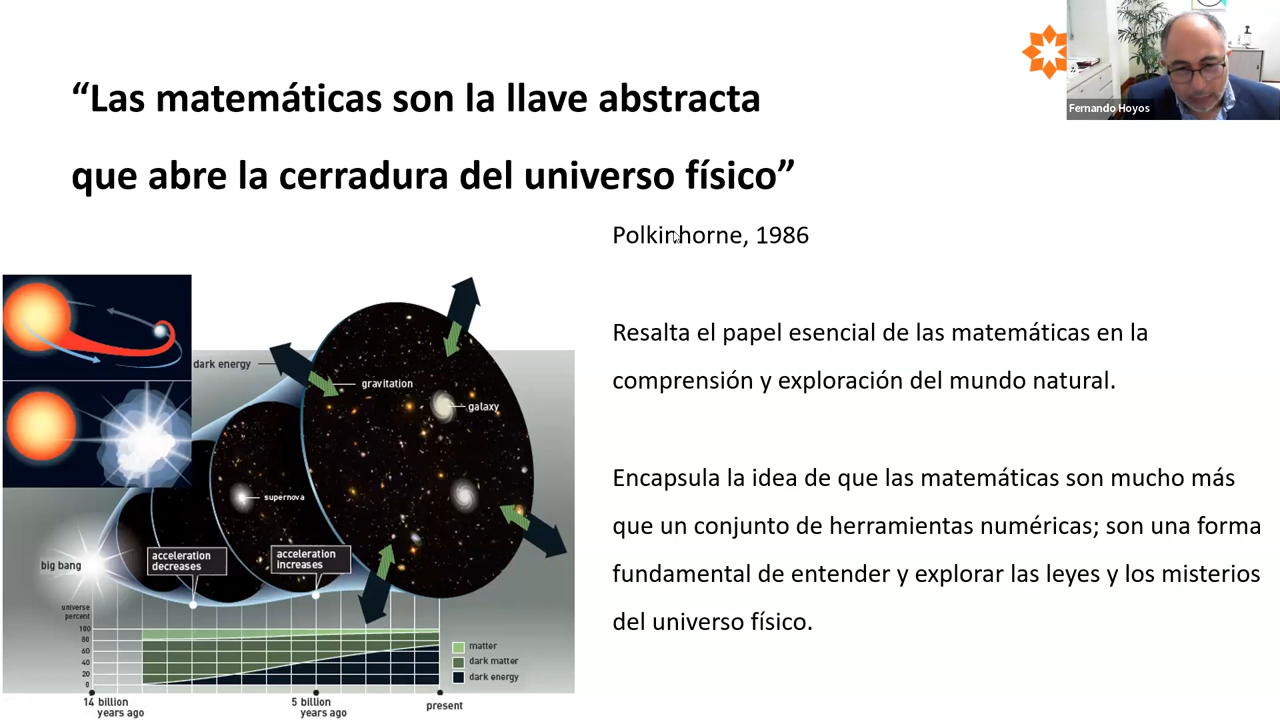 “Las matemáticas son la llave abstracta
que abre la cerradura del universo físico”
Fernando Hoyos
Polkinhorne, 1986
Resalta el papel esencial de las matemáticas en la
comprensión y exploración del mundo natural.
Encapsula la idea de que las matemáticas son mucho más
que un conjunto de herramientas numéricas; son una forma
fundamental de entender y explorar las leyes y los misterios
del universo físico.
dark energy
gravitation
galaxy
supernova
big bang
acceleration
decreases
acceleration
increases
universe
percent
100
80
60
40
20
0
matter
dark matter
dark energy
14 billion
years ago
5 billion
years ago
present